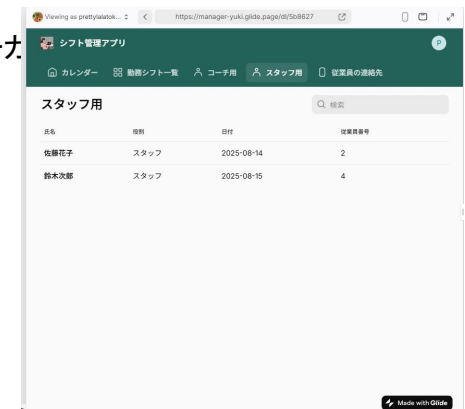 Viewing as prettylalatok...
https://manager-yuki.glide.page/dl/5b8627
シフト管理アプリ
P
カレンダー 勤務シフト一覧 コーチ用 スタッフ用 従業員の連絡先
スタッフ用
検索
氏名 役割 日付 従業員番号
佐藤花子 スタッフ 2025-08-14 2
鈴木次郎 スタッフ 2025-08-15 4
Made with Glide